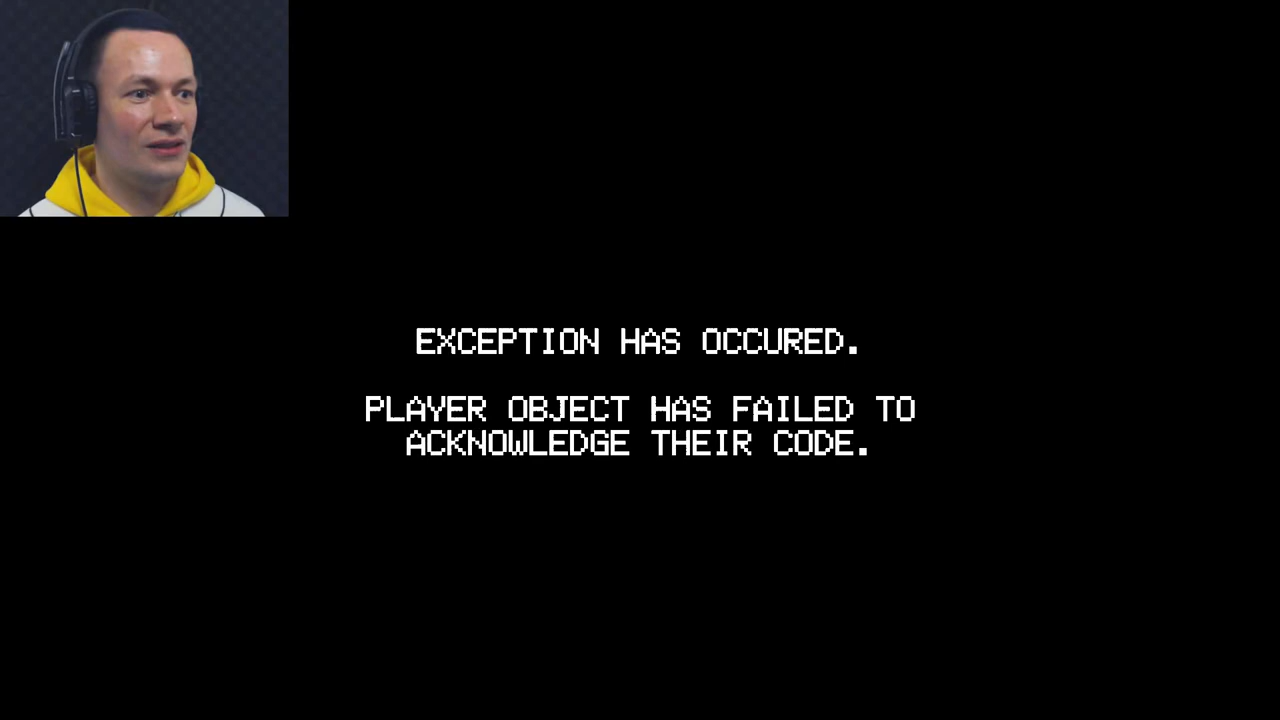 EXCEPTION HAS OCCURED.
PLAYER OBJECT HAS FAILED TO
ACKNOWLEDGE THEIR CODE.